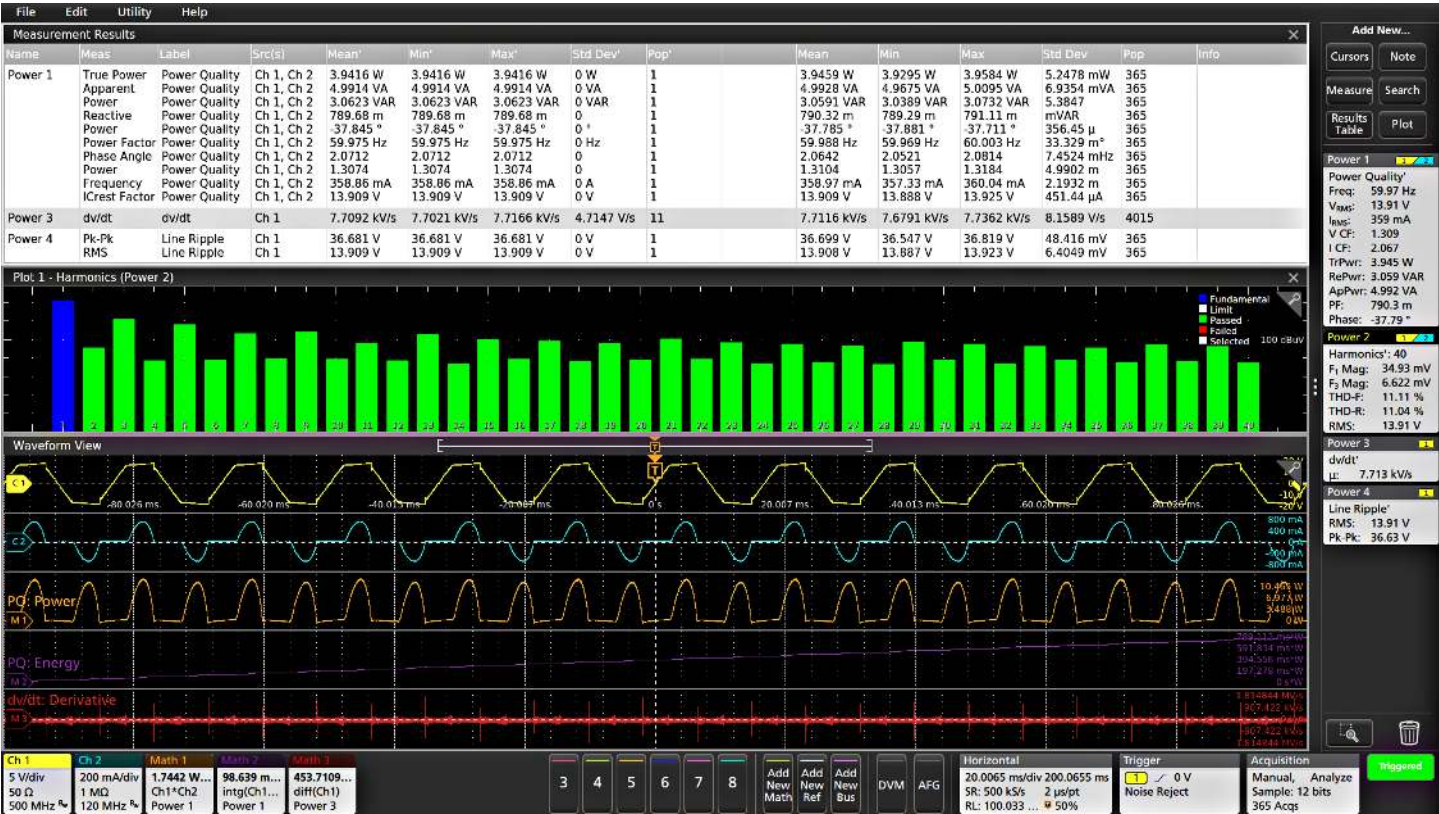 File Edit Utility Help
Measurement Results
Name Meas Label Src(s) Mean' Min' Max' Std Dev' Pop' Mean Min Max Std Dev Pop Info
Power 1 True Power Power Quality Ch 1, Ch 2 3.9416 W 3.9416 W 3.9416 W 0 W 1 3.9459 W 3.9295 W 3.9584 W 5.2478 mW 365
Apparent Power Quality Ch 1, Ch 2 4.9914 VA 4.9914 VA 4.9914 VA 0 VA 1 4.9928 VA 4.9675 VA 5.0095 VA 6.9354 mVA 365
Power Power Quality Ch 1, Ch 2 3.0623 VAR 3.0623 VAR 3.0623 VAR 0 VAR 1 3.0591 VAR 3.0389 VAR 3.0732 VAR 5.3847 365
Reactive Power Quality Ch 1, Ch 2 789.68 m 789.68 m 789.68 m 0 1 790.32 m 789.29 m 791.11 m mVAR 365
Power Power Quality Ch 1, Ch 2 -37.845 ° -37.845 ° -37.845 ° 0 ° 1 -37.785 ° -37.881 ° -37.711 ° 356.45 µ 365
Power Factor Power Quality Ch 1, Ch 2 59.975 Hz 59.975 Hz 59.975 Hz 0 Hz 1 59.988 Hz 59.969 Hz 60.003 Hz 33.329 m° 365
Phase Angle Power Quality Ch 1, Ch 2 2.0712 2.0712 2.0712 0 1 2.0642 2.0521 2.0814 7.4524 mHz 365
Power Power Quality Ch 1, Ch 2 1.3074 1.3074 1.3074 0 1 1.3104 1.3057 1.3184 4.9902 m 365
Frequency Power Quality Ch 1, Ch 2 358.86 mA 358.86 mA 358.86 mA 0 A 1 358.97 mA 357.33 mA 360.04 mA 2.1932 m 365
ICrest Factor Power Quality Ch 1, Ch 2 13.909 V 13.909 V 13.909 V 0 V 1 13.909 V 13.888 V 13.925 V 451.44 µA 365
Power 3 dv/dt dv/dt Ch 1 7.7092 kV/s 7.7021 kV/s 7.7166 kV/s 4.7147 V/s 11 7.7116 kV/s 7.6791 kV/s 7.7362 kV/s 8.1589 V/s 4015
Power 4 Pk-Pk Line Ripple Ch 1 36.681 V 36.681 V 36.681 V 0 V 1 36.699 V 36.547 V 36.819 V 48.416 mV 365
RMS Line Ripple Ch 1 13.909 V 13.909 V 13.909 V 0 V 1 13.908 V 13.887 V 13.923 V 6.4049 mV 365
Plot 1 - Harmonics (Power 2)
Fundamental
Limit
Passed
Failed
Selected 100 dBuV
Waveform View
T
T
C1
-80.026 ms -60.020 ms 0 s 20.007 ms 40.013 ms 60.020 ms
-20 V
C2
800 mA
400 mA
-800 mA
PQ: Power
M1
0 W
PQ: Energy
M2
dv/dt: Derivative
M3
Add New...
Cursors Note
Measure Search
Results Table Plot
Power 1 1 2
Power Quality'
Freq: 59.97 Hz
VRMS: 13.91 V
IRMS: 359 mA
V CF: 1.309
I CF: 2.067
TrPwr: 3.945 W
RePwr: 3.059 VAR
ApPwr: 4.992 VA
PF: 790.3 m
Phase: -37.79 °
Power 2 1 2
Harmonics': 40
F1 Mag: 34.93 mV
F3 Mag: 6.622 mV
THD-F: 11.11 %
THD-R: 11.04 %
RMS: 13.91 V
Power 3 1
dv/dt'
µ: 7.713 kV/s
Power 4 1
Line Ripple'
RMS: 13.91 V
Pk-Pk: 36.63 V
Ch 1
5 V/div
50 Ω
500 MHz
Ch 2
200 mA/div
1 MΩ
120 MHz
Math 1
1.7442 W...
Ch1*Ch2
Power 1
Math 2
98.639 m...
intg(Ch1...
Power 1
Math 3
453.7109...
diff(Ch1)
Power 3
3 4 5 6 7 8
Add New Math
Add New Ref
Add New Bus
DVM AFG
Horizontal
20.0065 ms/div 200.0655 ms
SR: 500 kS/s 2 µs/pt
RL: 100.033 ... 50%
Trigger
1 0 V
Noise Reject
Acquisition
Manual, Analyze
Sample: 12 bits
365 Acqs
Triggered